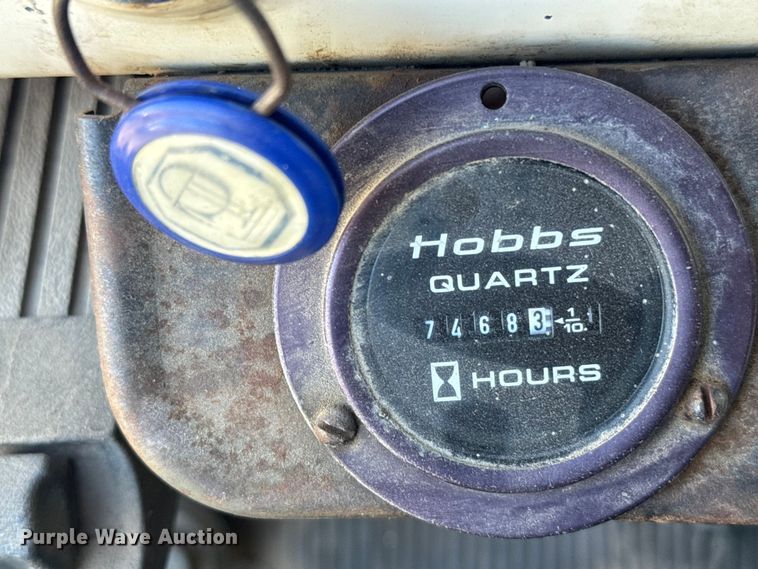 Hobbs
QUARTZ
7 4 6 8 3 1/10
HOURS
Purple Wave Auction